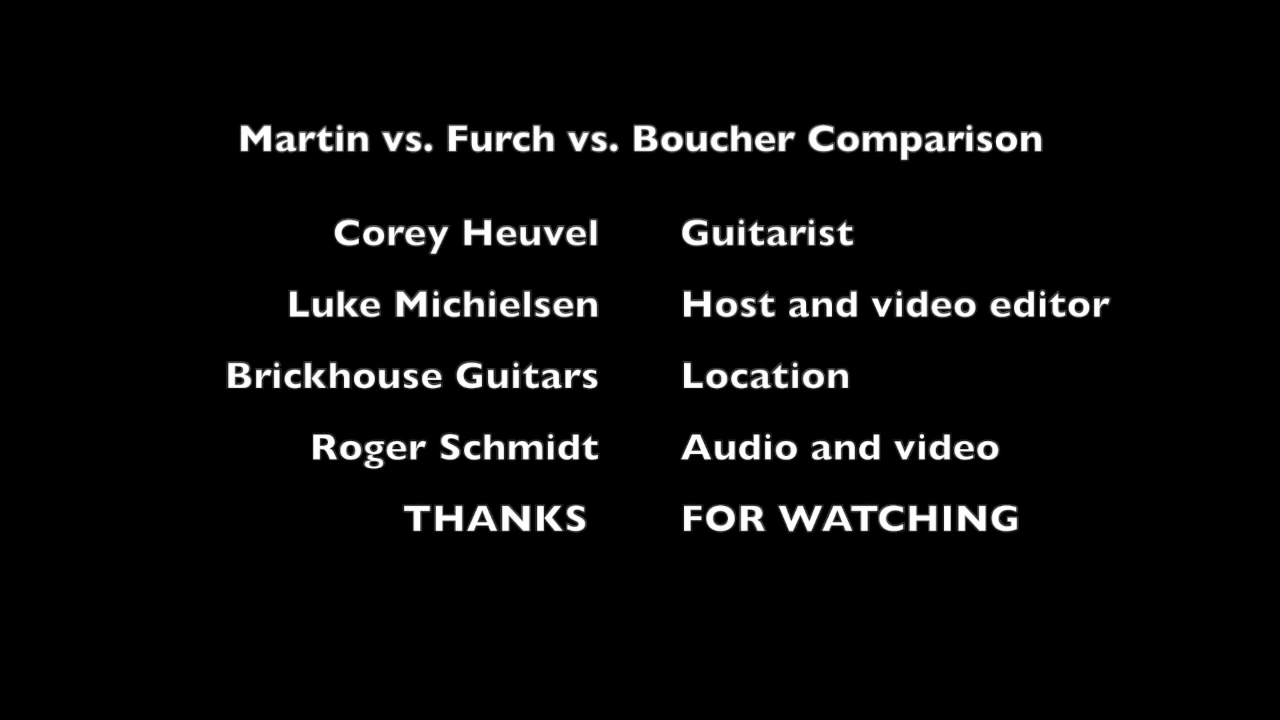 Martin vs. Furch vs. Boucher Comparison
Corey Heuvel Guitarist
Luke Michielsen Host and video editor
Brickhouse Guitars Location
Roger Schmidt Audio and video
THANKS FOR WATCHING